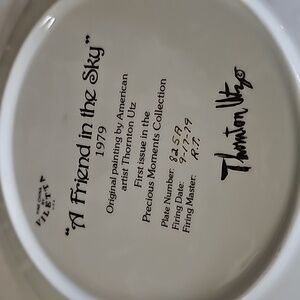 "A Friend in the Sky"
1979
Original painting by American
artist Thornton Utz
First issue in the
Precious Moments Collection
Plate Number: 825A
Firing Date: 9-17-79
Firing Master: R.T.
Thornton Utz